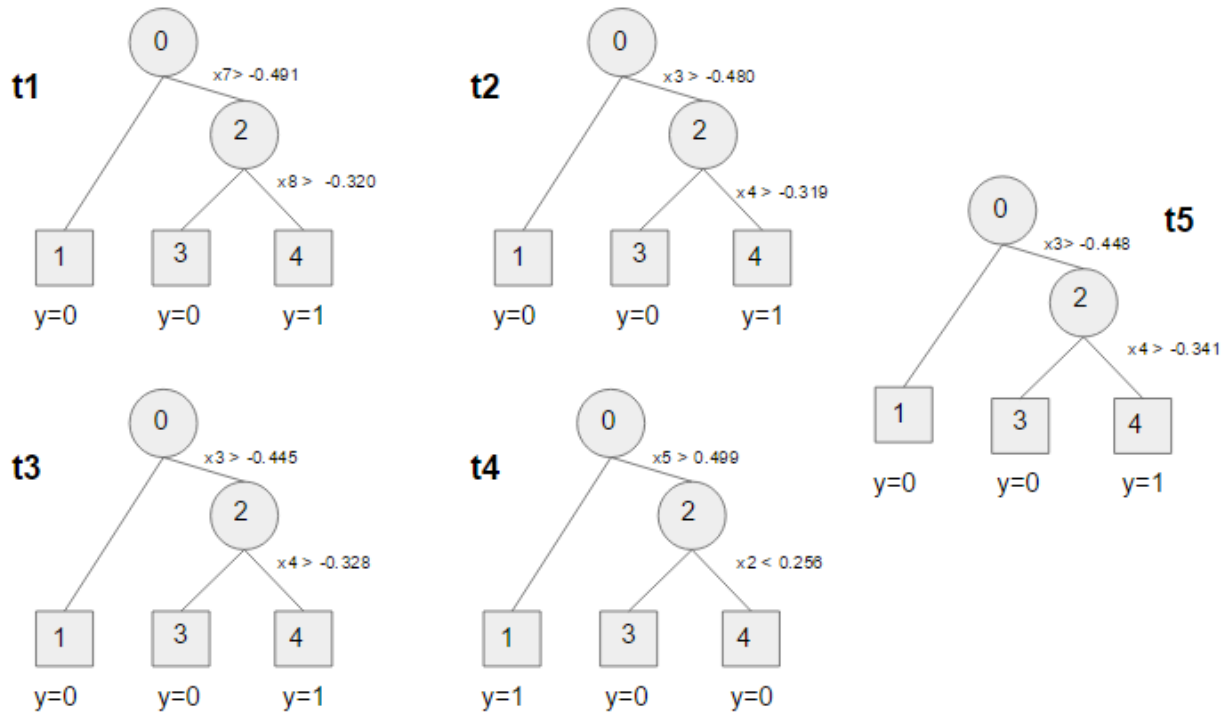 t1
0
x7> -0.491
2
x8 >  -0.320
1
3
4
y=0
y=0
y=1
t2
0
x3 > -0.480
2
x4 > -0.319
1
3
4
y=0
y=0
y=1
t3
0
x3 > -0.445
2
x4 > -0.328
1
3
4
y=0
y=0
y=1
t4
0
x5 > 0.499
2
x2 < 0.256
1
3
4
y=1
y=0
y=0
t5
0
x3> -0.448
2
x4 > -0.341
1
3
4
y=0
y=0
y=1